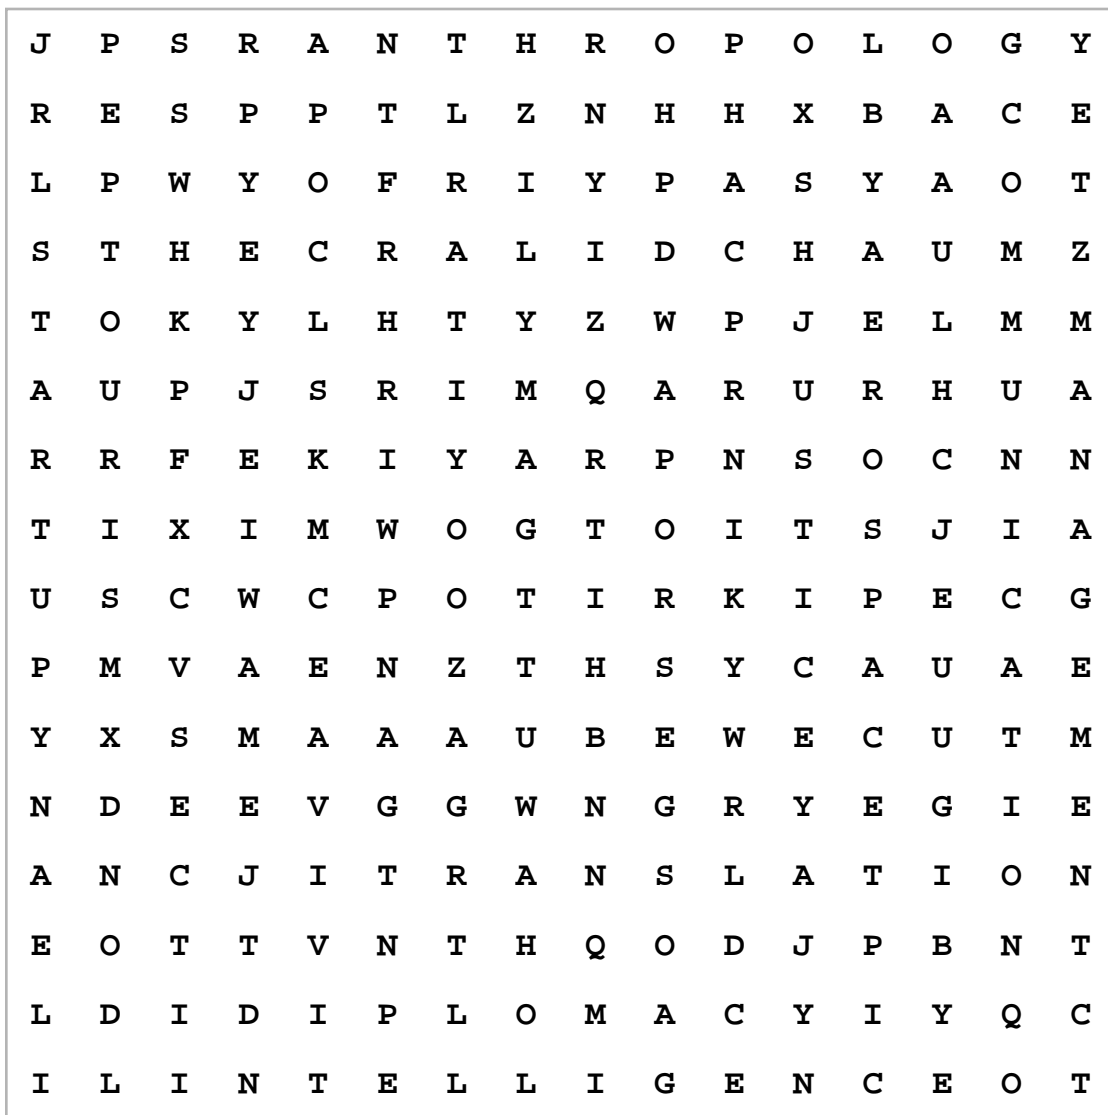 J P S R A N T H R O P O L O G Y
R E S P P T L Z N H H X B A C E
L P W Y O F R I Y P A S Y A O T
S T H E C R A L I D C H A U M Z
T O K Y L H T Y Z W P J E L M M
A U P J S R I M Q A R U R H U A
R R F E K I Y A R P N S O C N N
T I X I M W O G T O I T S J I A
U S C W C P O T I R K I P E C G
P M V A E N Z T H S Y C A U A E
Y X S M A A A U B E W E C U T M
N D E E V G G W N G R Y E G I E
A N C J I T R A N S L A T I O N
E O T T V N T H Q O D J P B N T
L D I D I P L O M A C Y I Y Q C
I L I N T E L L I G E N C E O T